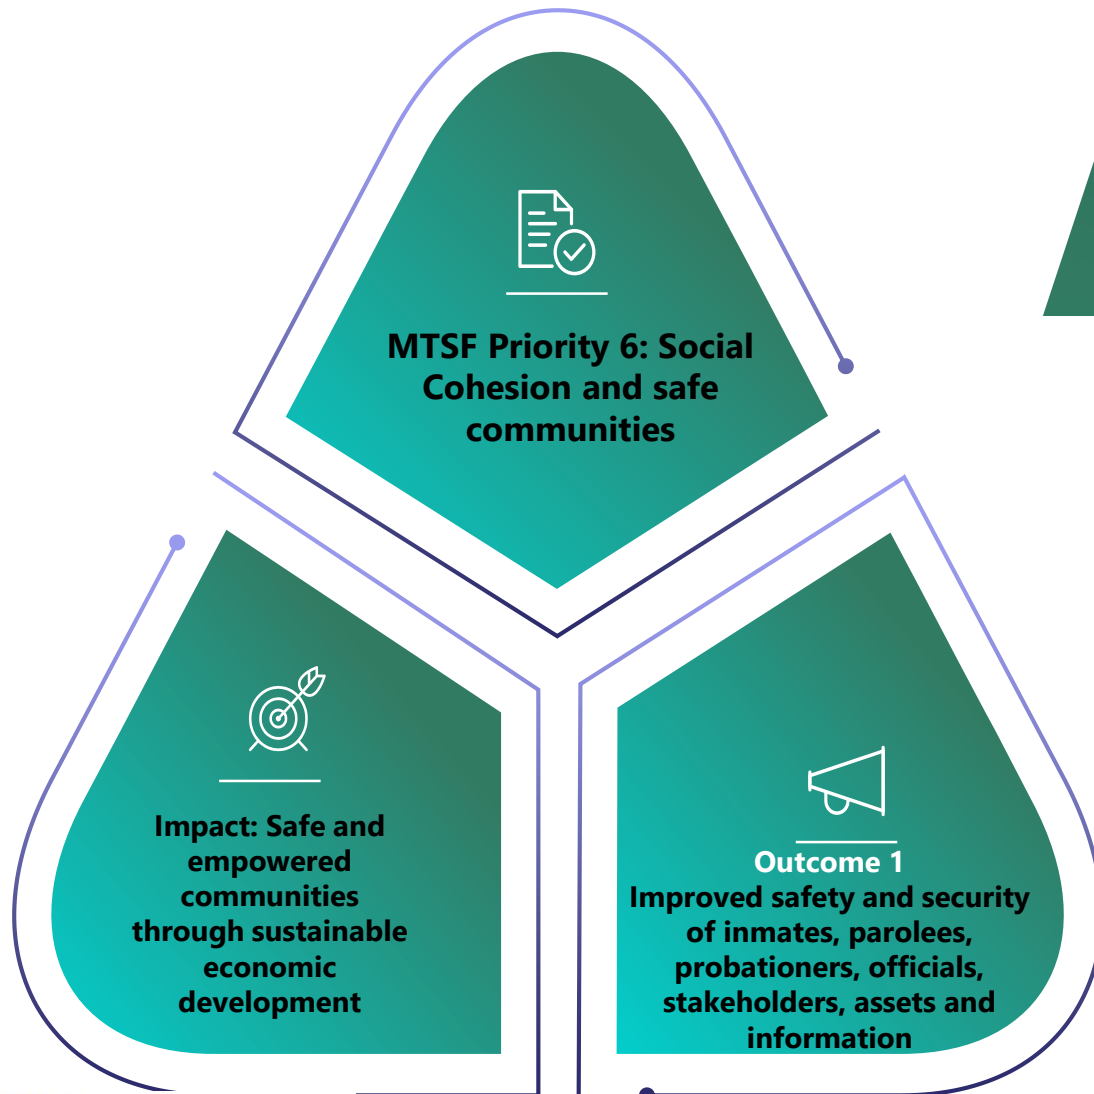 MTSF Priority 6: Social
Cohesion and safe
communities
Impact: Safe and
empowered
communities
through sustainable
economic
development
Outcome 1
Improved safety and security
of inmates, parolees,
probationers, officials,
stakeholders, assets and
information